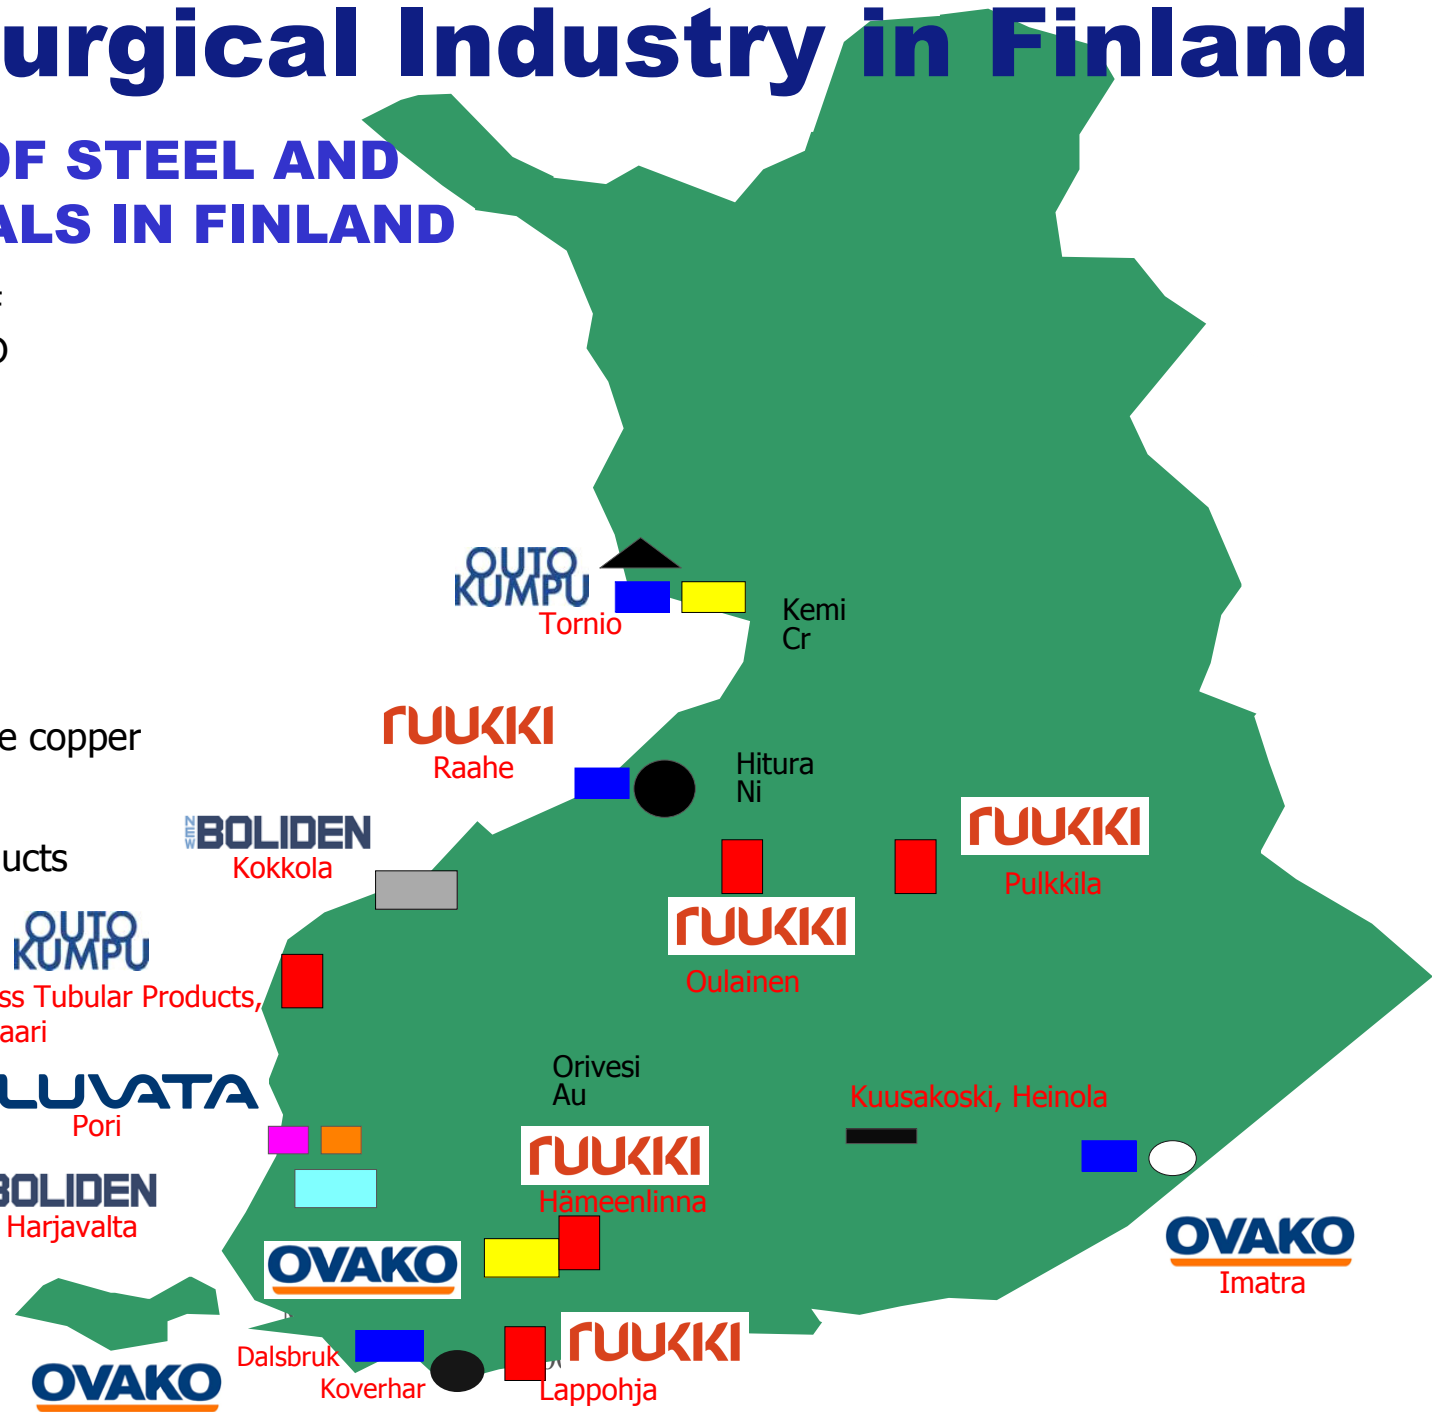 urgical Industry in Finland
OF STEEL AND
ALS IN FINLAND
OUTO
KUMPU
Tornio
Kemi
Cr
RUUKKI
Raahe
e copper
Hitura
Ni
NEW BOLIDEN
Kokkola
ucts
RUUKKI
Pulkkila
RUUKKI
Oulainen
OUTO
KUMPU
ss Tubular Products,
aari
Orivesi
Au
LUVATA
Pori
Kuusakoski, Heinola
RUUKKI
Hämeenlinna
BOLIDEN
Harjavalta
OVAKO
OVAKO
Imatra
RUUKKI
Dalsbruk
Koverhar
Lappohja
OVAKO